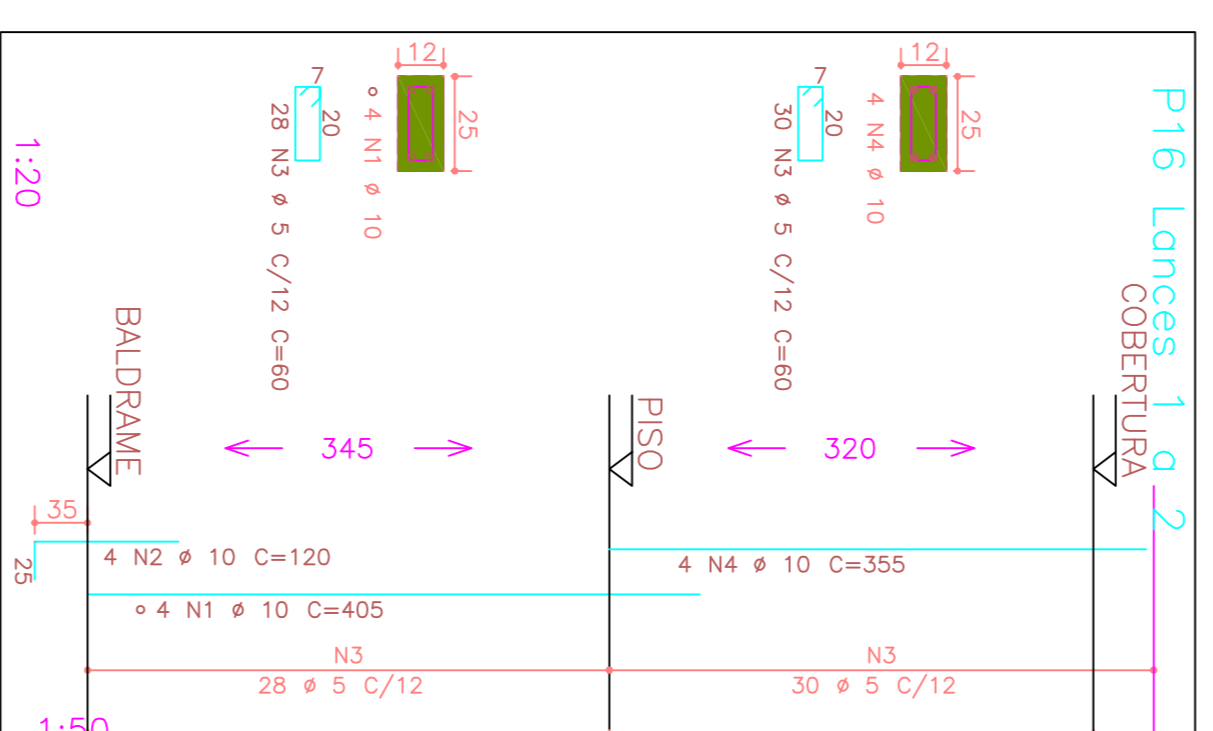 P16 Lances 1 a 2
COBERTURA
12
25
4 N4 ø 10
7
20
30 N3 ø 5 C/12 C=60
12
25
4 N1 ø 10
7
20
28 N3 ø 5 C/12 C=60
1:20
BALDRAME
345
PISO
320
35
25
4 N2 ø 10 C=120
4 N4 ø 10 C=355
4 N1 ø 10 C=405
N3
28 ø 5 C/12
N3
30 ø 5 C/12
1:50